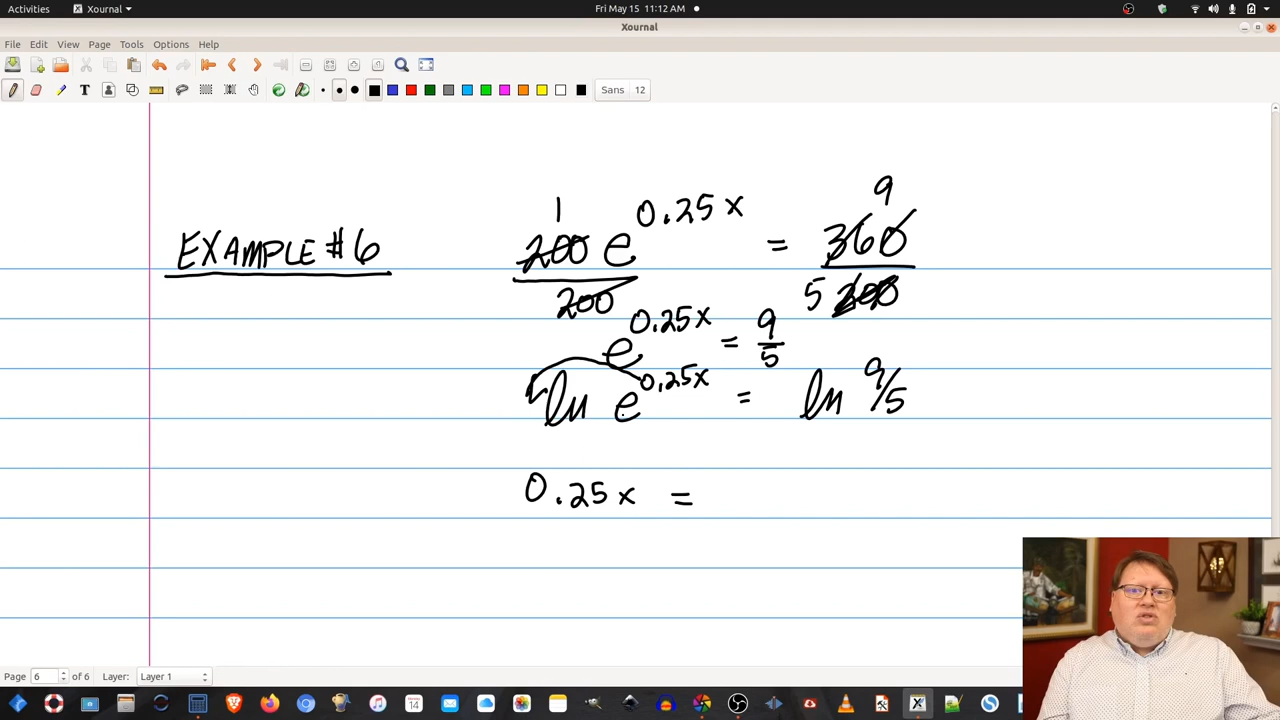 Activities
Xournal
Fri May 15 11:12 AM
Xournal
File Edit View Page Tools Options Help
T
Sans 12
EXAMPLE #6
1 9
200 e^0.25x = 360
200 5 200
e^0.25x = 9/5
ln e^0.25x = ln 9/5
0.25x =
Page 6 of 6 Layer: Layer 1